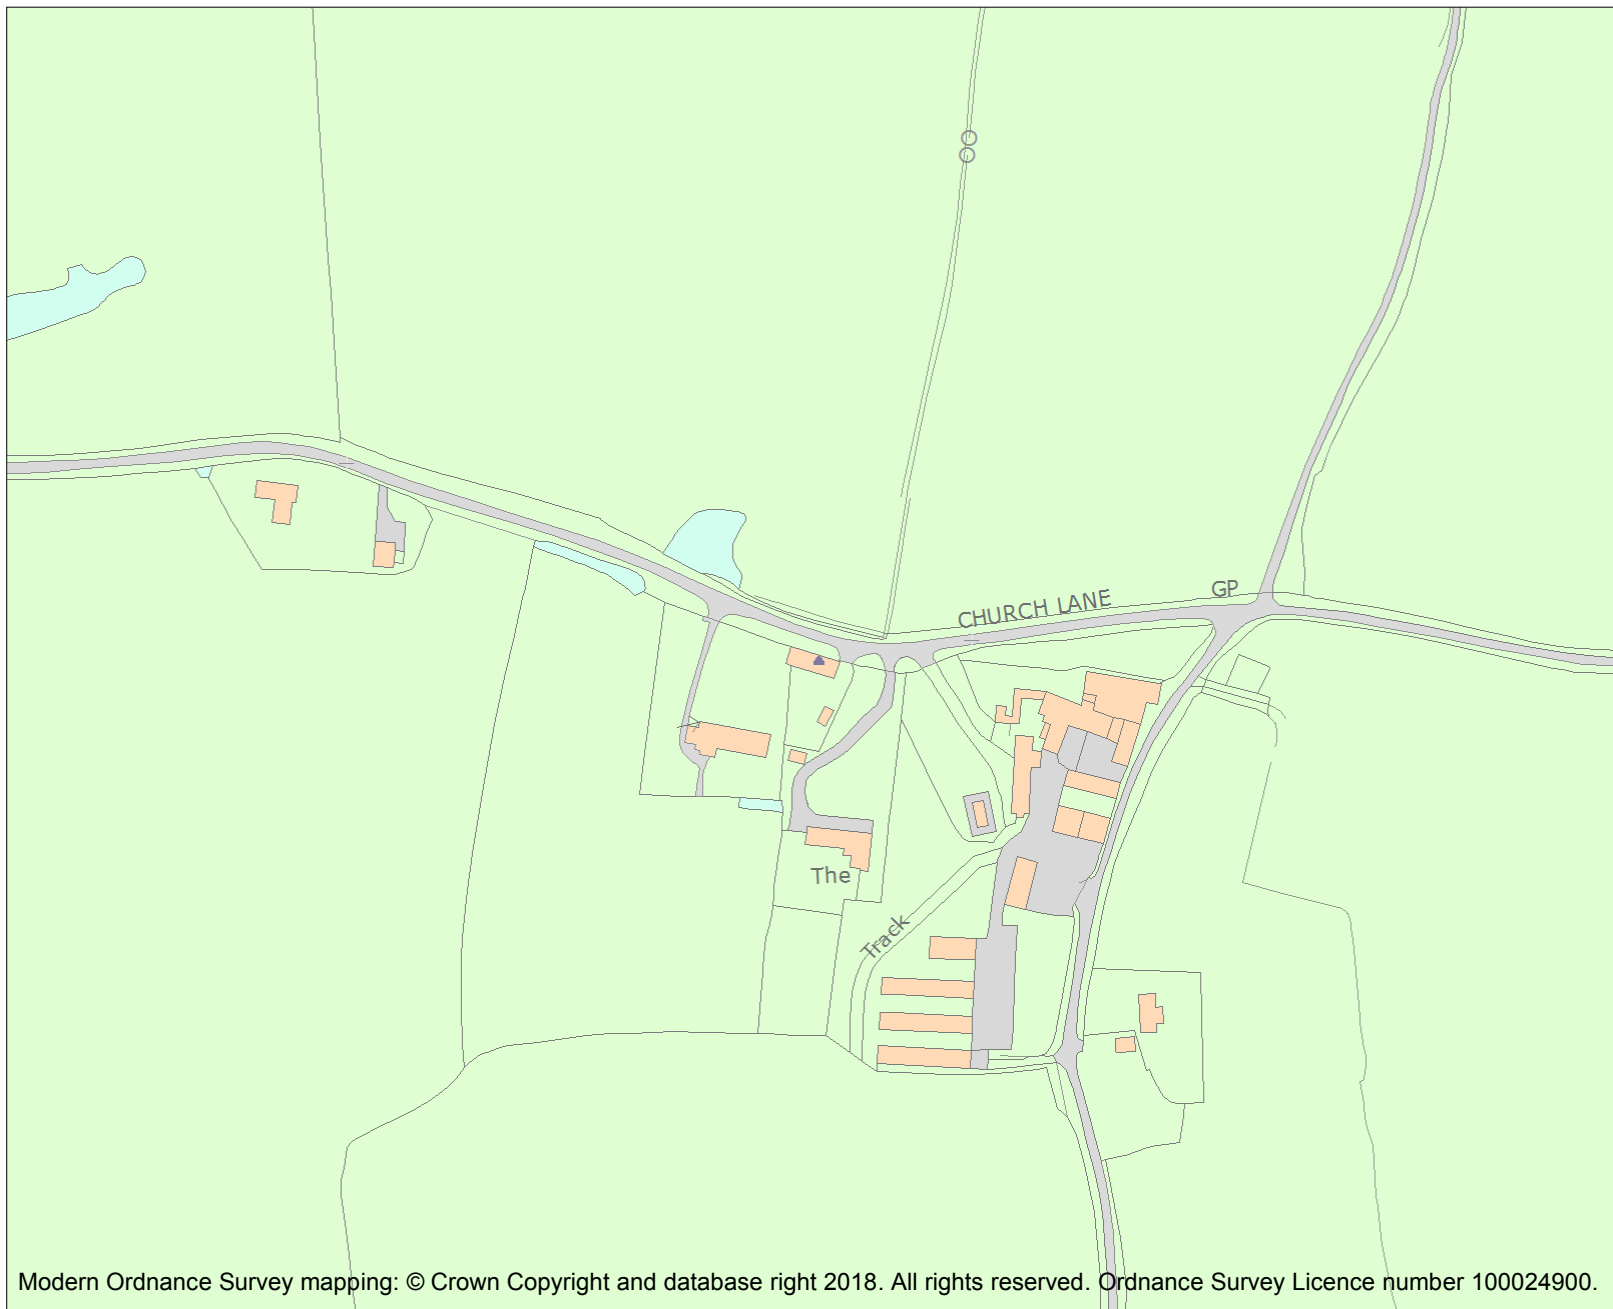 GP
CHURCH LANE
The
Track
Modern Ordnance Survey mapping: © Crown Copyright and database right 2018. All rights reserved. Ordnance Survey Licence number 100024900.